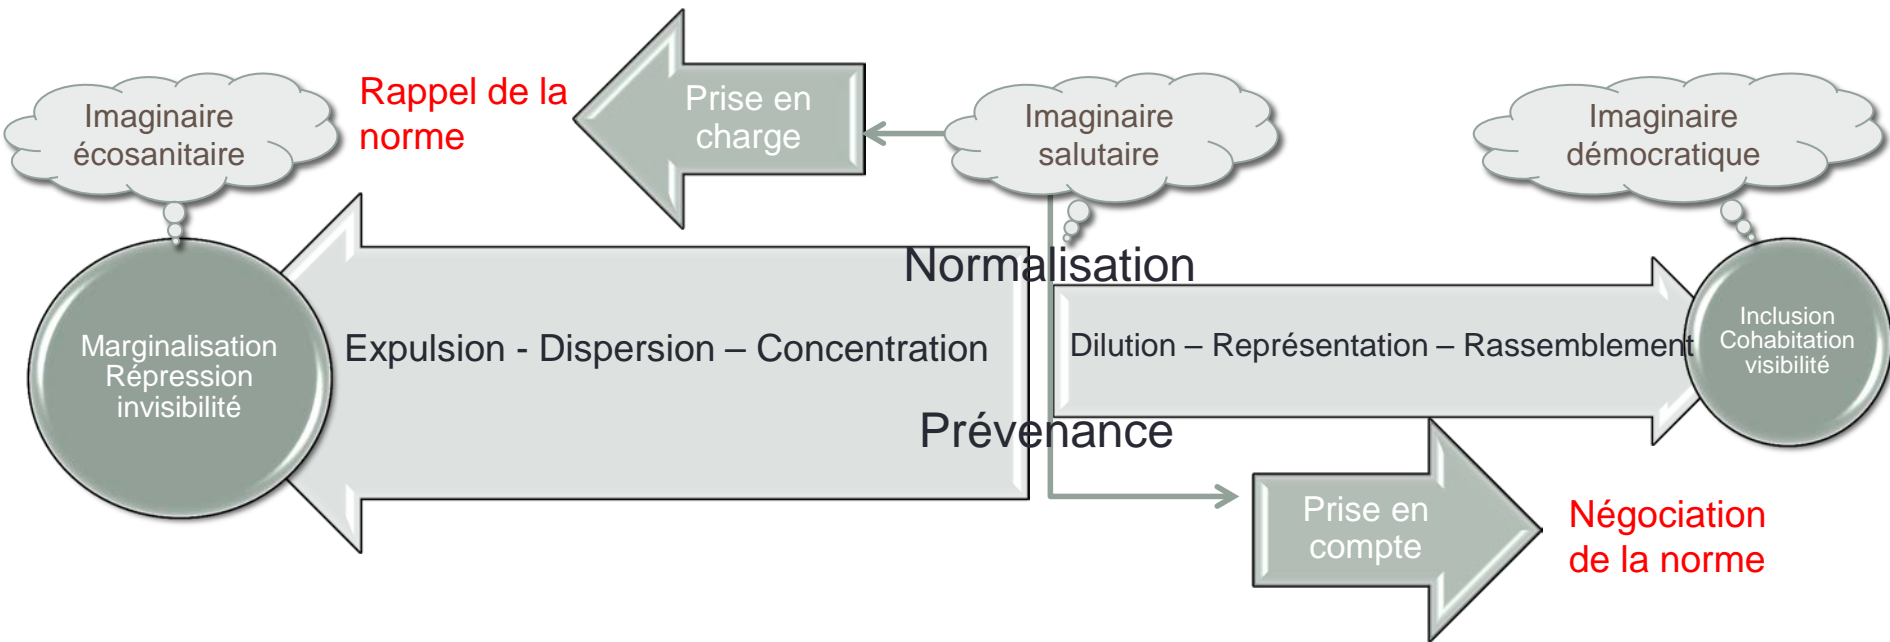 Imaginaire
écosanitaire
Rappel de la
norme
Prise en
charge
Imaginaire
salutaire
Imaginaire
démocratique
Normalisation
Marginalisation
Répression
invisibilité
Expulsion - Dispersion – Concentration
Dilution – Représentation – Rassemblement
Inclusion
Cohabitation
visibilité
Prévenance
Prise en
compte
Négociation
de la norme